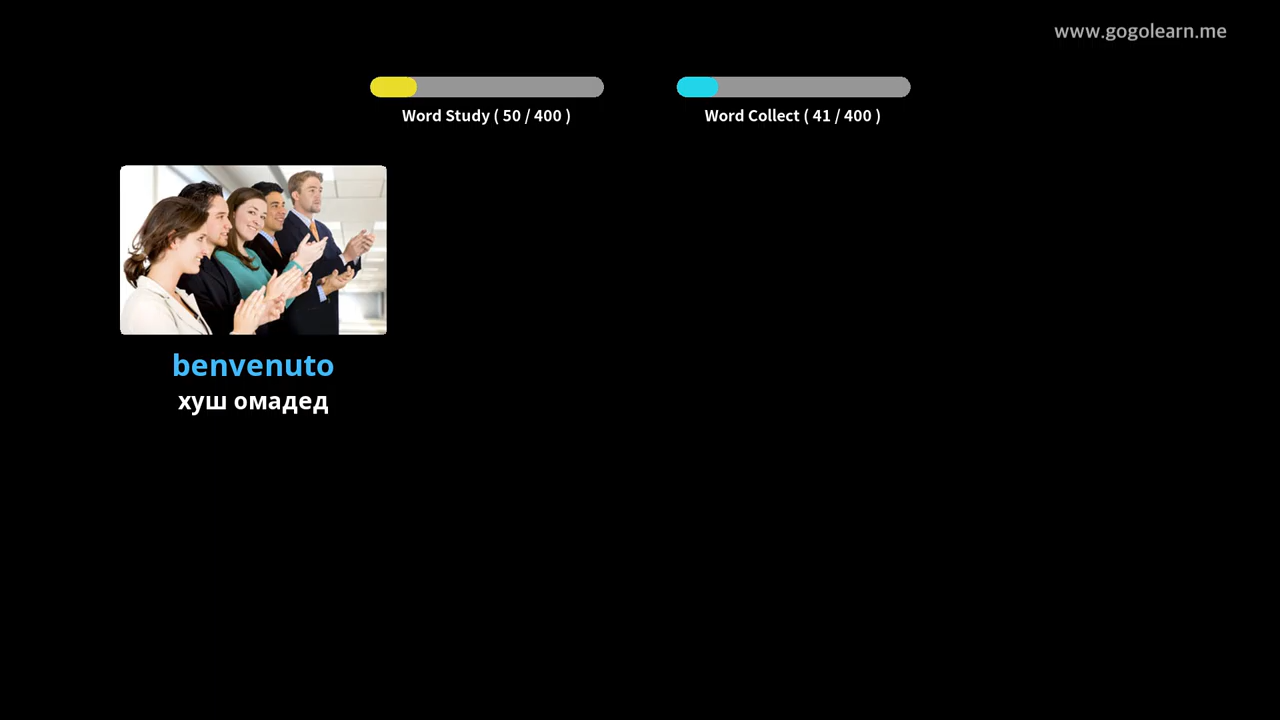 www.gogolearn.me
Word Study ( 50 / 400 )
Word Collect ( 41 / 400 )
benvenuto
хуш омадед